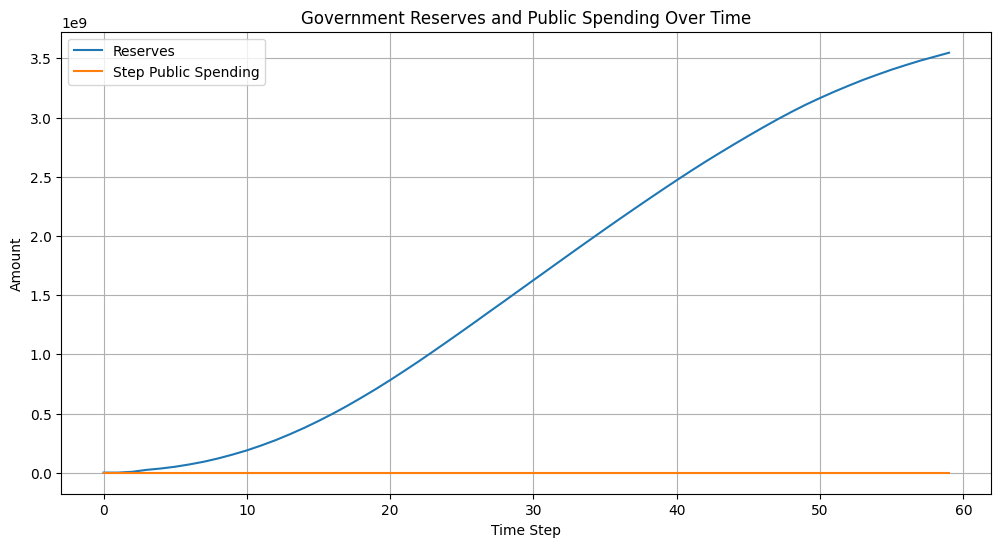 Government Reserves and Public Spending Over Time
1e9
Reserves
Step Public Spending
3.5
3.0
2.5
2.0
1.5
1.0
0.5
0.0
Amount
0 10 20 30 40 50 60
Time Step